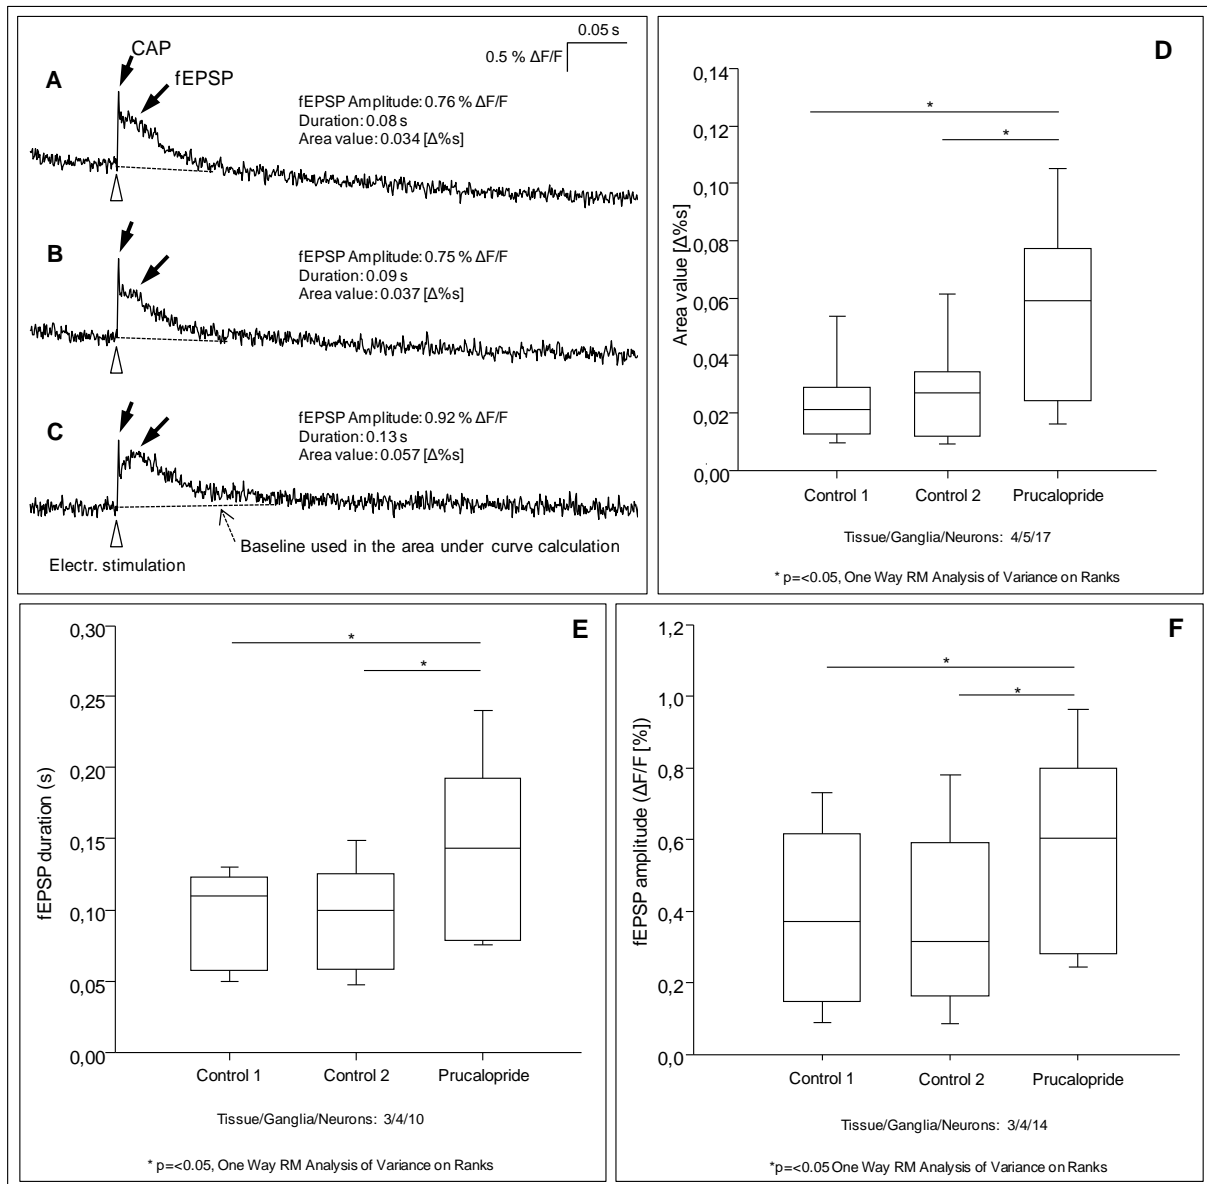 0.05 s
0.5 % ΔF/F
CAP
fEPSP
A
fEPSP Amplitude: 0.76 % ΔF/F
Duration: 0.08 s
Area value: 0.034 [Δ%s]
B
fEPSP Amplitude: 0.75 % ΔF/F
Duration: 0.09 s
Area value: 0.037 [Δ%s]
C
fEPSP Amplitude: 0.92 % ΔF/F
Duration: 0.13 s
Area value: 0.057 [Δ%s]
Baseline used in the area under curve calculation
Electr. stimulation
D
Area value [Δ%s]
0,14
0,12
0,10
0,08
0,06
0,04
0,02
0,00
*
*
Control 1 Control 2 Prucalopride
Tissue/Ganglia/Neurons: 4/5/17
* p=<0.05, One Way RM Analysis of Variance on Ranks
E
fEPSP duration (s)
0,30
0,25
0,20
0,15
0,10
0,05
0,00
*
*
Control 1 Control 2 Prucalopride
Tissue/Ganglia/Neurons: 3/4/10
* p=<0.05, One Way RM Analysis of Variance on Ranks
F
fEPSP amplitude (ΔF/F [%])
1,2
1,0
0,8
0,6
0,4
0,2
0,0
*
*
Control 1 Control 2 Prucalopride
Tissue/Ganglia/Neurons: 3/4/14
*p=<0.05 One Way RM Analysis of Variance on Ranks